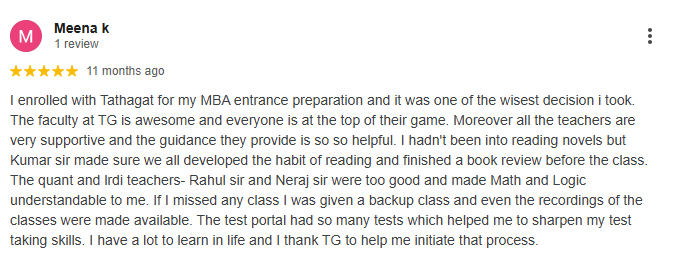 M
Meena k
1 review
11 months ago
I enrolled with Tathagat for my MBA entrance preparation and it was one of the wisest decision i took.
The faculty at TG is awesome and everyone is at the top of their game. Moreover all the teachers are
very supportive and the guidance they provide is so so helpful. I hadn't been into reading novels but
Kumar sir made sure we all developed the habit of reading and finished a book review before the class.
The quant and lrdi teachers- Rahul sir and Neraj sir were too good and made Math and Logic
understandable to me. If I missed any class I was given a backup class and even the recordings of the
classes were made available. The test portal had so many tests which helped me to sharpen my test
taking skills. I have a lot to learn in life and I thank TG to help me initiate that process.